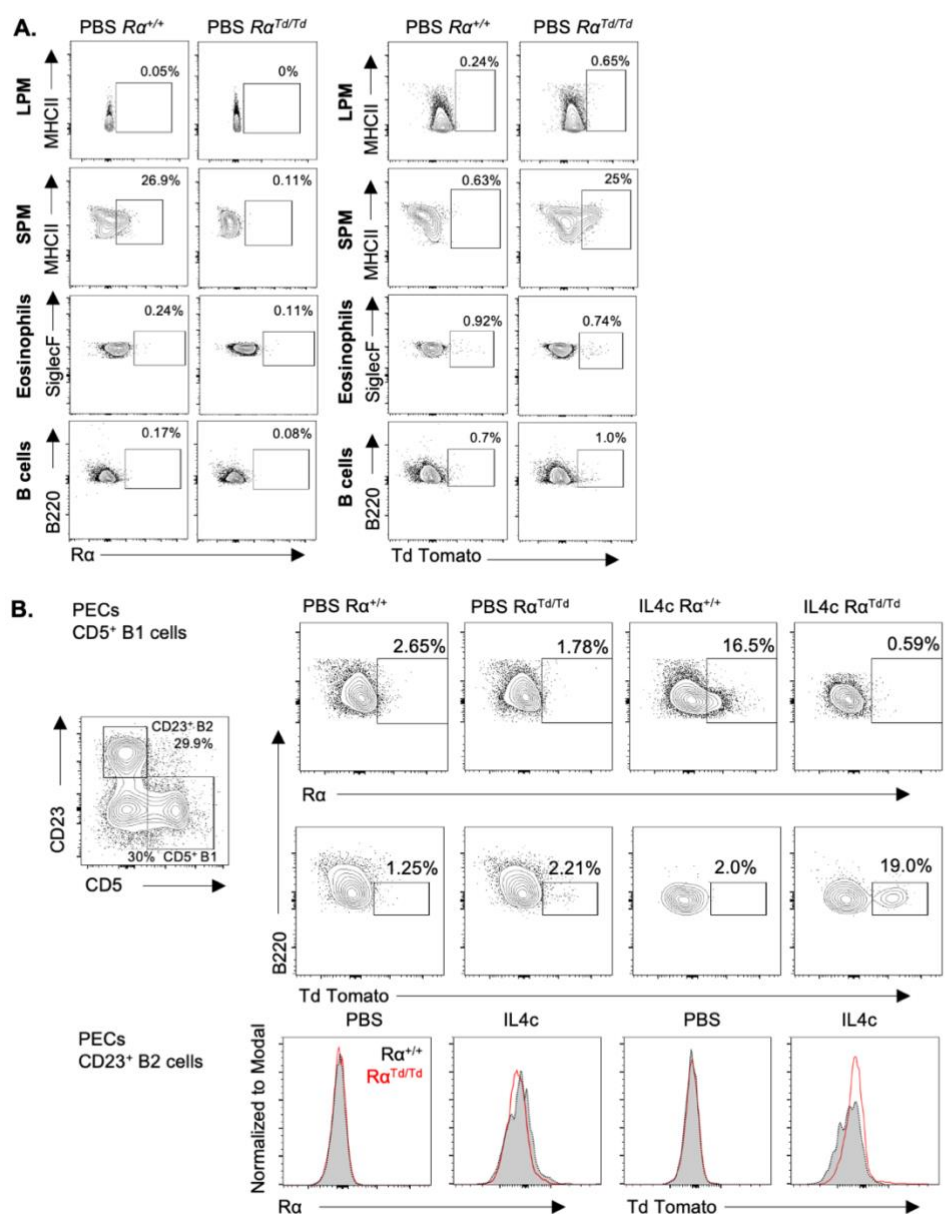 A.
PBS Rα+/+ PBS RαTd/Td PBS Rα+/+ PBS RαTd/Td
LPM MHCII 0.05% 0% MHCII 0.24% 0.65%
SPM MHCII 26.9% 0.11% SPM MHCII 0.63% 25%
LPM
Eosinophils SiglecF 0.24% 0.11% Eosinophils SiglecF 0.92% 0.74%
B cells B220 0.17% 0.08% B cells B220 0.7% 1.0%
Rα Td Tomato
B.
PECs
CD5+ B1 cells
PBS Rα+/+ PBS RαTd/Td IL4c Rα+/+ IL4c RαTd/Td
2.65% 1.78% 16.5% 0.59%
CD23+ B2
29.9%
CD23
30% CD5+ B1
CD5
Rα
1.25% 2.21% 2.0% 19.0%
B220
Td Tomato
PECs
CD23+ B2 cells
PBS IL4c PBS IL4c
Normalized to Modal
Rα+/+
RαTd/Td
Rα Td Tomato